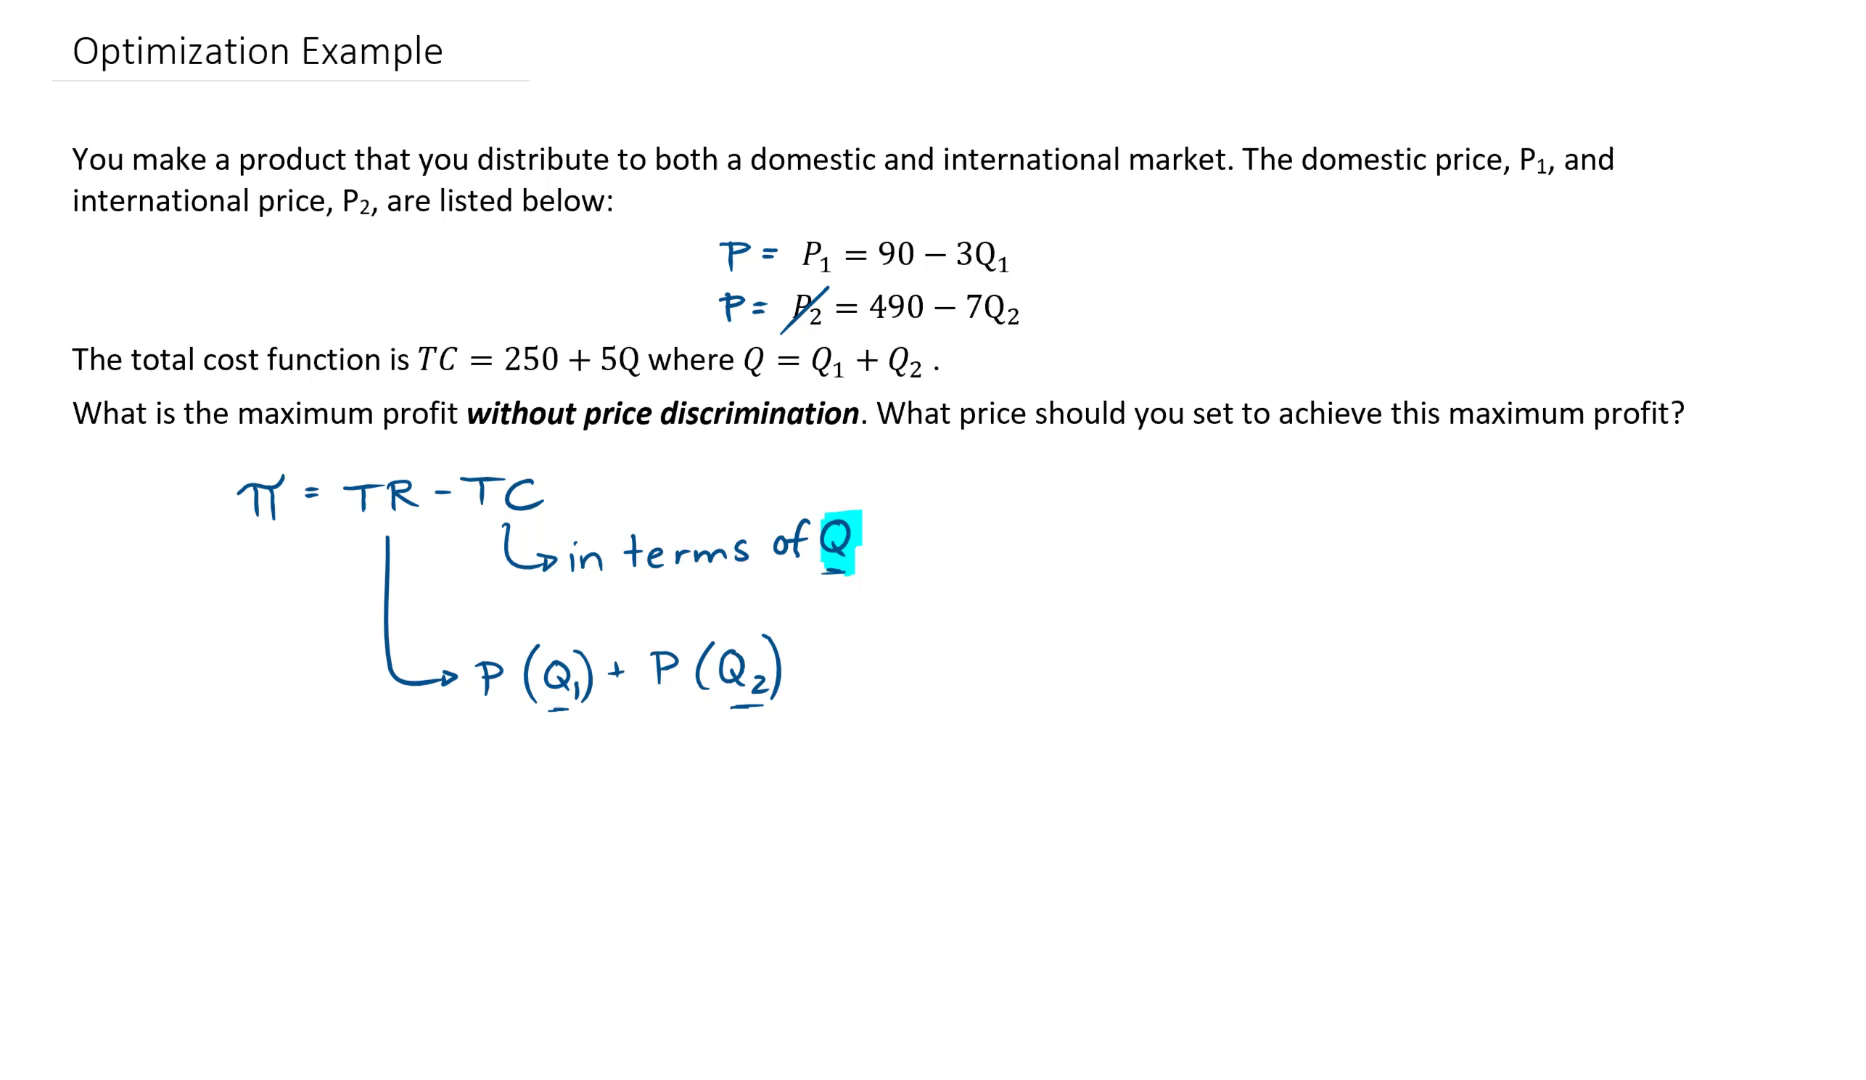 Optimization Example
You make a product that you distribute to both a domestic and international market. The domestic price, P₁, and
international price, P₂, are listed below:
P = P₁ = 90 − 3Q₁
P = P₂ = 490 − 7Q₂
The total cost function is TC = 250 + 5Q where Q = Q₁ + Q₂ .
What is the maximum profit without price discrimination. What price should you set to achieve this maximum profit?
π = TR - TC
in terms of Q
P (Q₁) + P (Q₂)